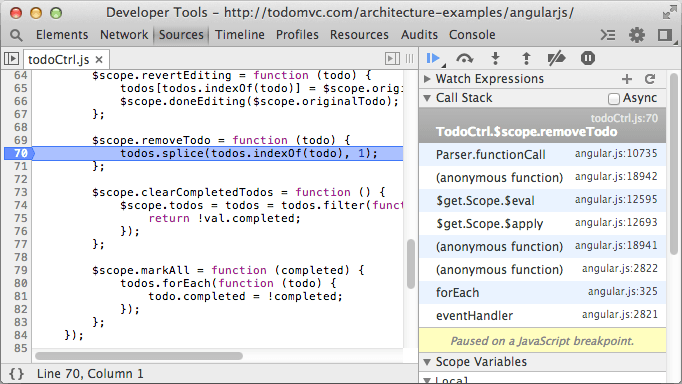 Developer Tools - http://todomvc.com/architecture-examples/angularjs/
Elements Network Sources Timeline Profiles Resources Audits Console
todoCtrl.js ×
64 $scope.revertEditing = function (todo) {
65 todos[todos.indexOf(todo)] = $scope.orig
66 $scope.doneEditing($scope.originalTodo);
67 };
68
69 $scope.removeTodo = function (todo) {
70 todos.splice(todos.indexOf(todo), 1);
71 };
72
73 $scope.clearCompletedTodos = function () {
74 $scope.todos = todos = todos.filter(func
75 return !val.completed;
76 });
77 };
78
79 $scope.markAll = function (completed) {
80 todos.forEach(function (todo) {
81 todo.completed = !completed;
82 });
83 };
84 });
85
{} Line 70, Column 1
Watch Expressions
Call Stack Async
todoCtrl.js:70
TodoCtrl.$scope.removeTodo
Parser.functionCall angular.js:10735
(anonymous function) angular.js:18942
$get.Scope.$eval angular.js:12595
$get.Scope.$apply angular.js:12693
(anonymous function) angular.js:18941
(anonymous function) angular.js:2822
forEach angular.js:325
eventHandler angular.js:2821
Paused on a JavaScript breakpoint.
Scope Variables
Local